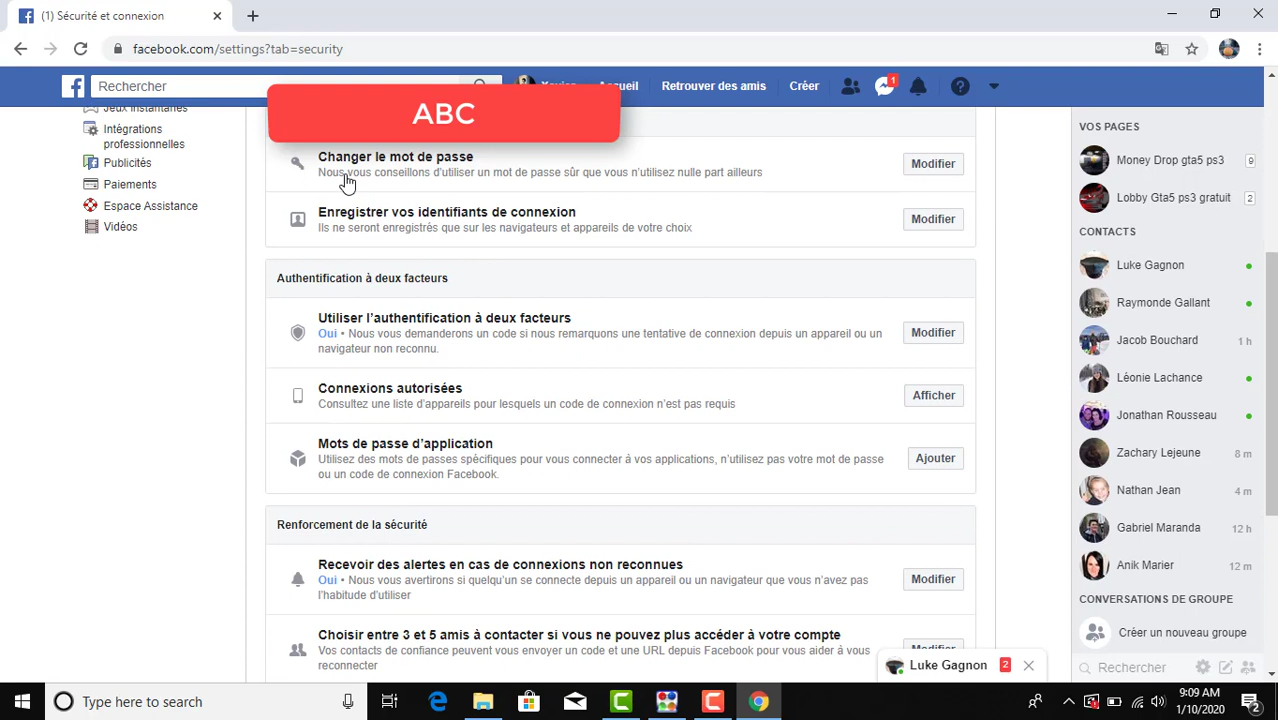 (1) Sécurité et connexion
facebook.com/settings?tab=security
Rechercher
Accueil
Retrouver des amis
Créer
1
ABC
Jeux instantanés
Intégrations
professionnelles
Publicités
Paiements
Espace Assistance
Vidéos
Changer le mot de passe
Nous vous conseillons d'utiliser un mot de passe sûr que vous n'utilisez nulle part ailleurs
Modifier
Enregistrer vos identifiants de connexion
Ils ne seront enregistrés que sur les navigateurs et appareils de votre choix
Modifier
Authentification à deux facteurs
Utiliser l'authentification à deux facteurs
Oui • Nous vous demanderons un code si nous remarquons une tentative de connexion depuis un appareil ou un
navigateur non reconnu.
Modifier
Connexions autorisées
Consultez une liste d'appareils pour lesquels un code de connexion n'est pas requis
Afficher
Mots de passe d'application
Utilisez des mots de passes spécifiques pour vous connecter à vos applications, n'utilisez pas votre mot de passe
ou un code de connexion Facebook.
Ajouter
Renforcement de la sécurité
Recevoir des alertes en cas de connexions non reconnues
Oui • Nous vous avertirons si quelqu'un se connecte depuis un appareil ou un navigateur que vous n'avez pas
l'habitude d'utiliser
Modifier
Choisir entre 3 et 5 amis à contacter si vous ne pouvez plus accéder à votre compte
Vos contacts de confiance peuvent vous envoyer un code et une URL depuis Facebook pour vous aider à vous
reconnecter
Modifier
VOS PAGES
Money Drop gta5 ps3 9
Lobby Gta5 ps3 gratuit 2
CONTACTS
Luke Gagnon
Raymonde Gallant
Jacob Bouchard 1 h
Léonie Lachance
Jonathan Rousseau
Zachary Lejeune 8 m
Nathan Jean 4 m
Gabriel Maranda 12 h
Anik Marier 12 m
CONVERSATIONS DE GROUPE
Créer un nouveau groupe
Rechercher
Luke Gagnon 2
Type here to search
9:09 AM
1/10/2020
2